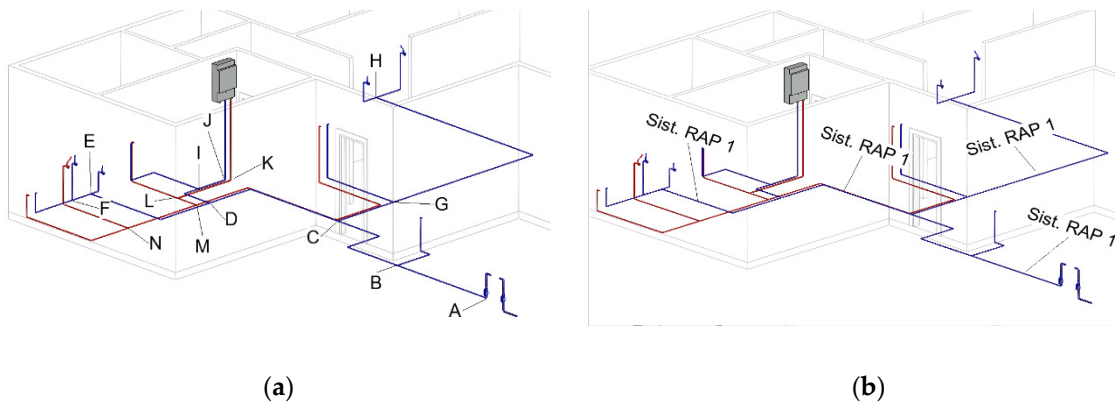 H
J
E
I
K
L
F
D
G
M
C
N
B
A
(a)
Sist. RAP 1
Sist. RAP 1
Sist. RAP 1
Sist. RAP 1
(b)